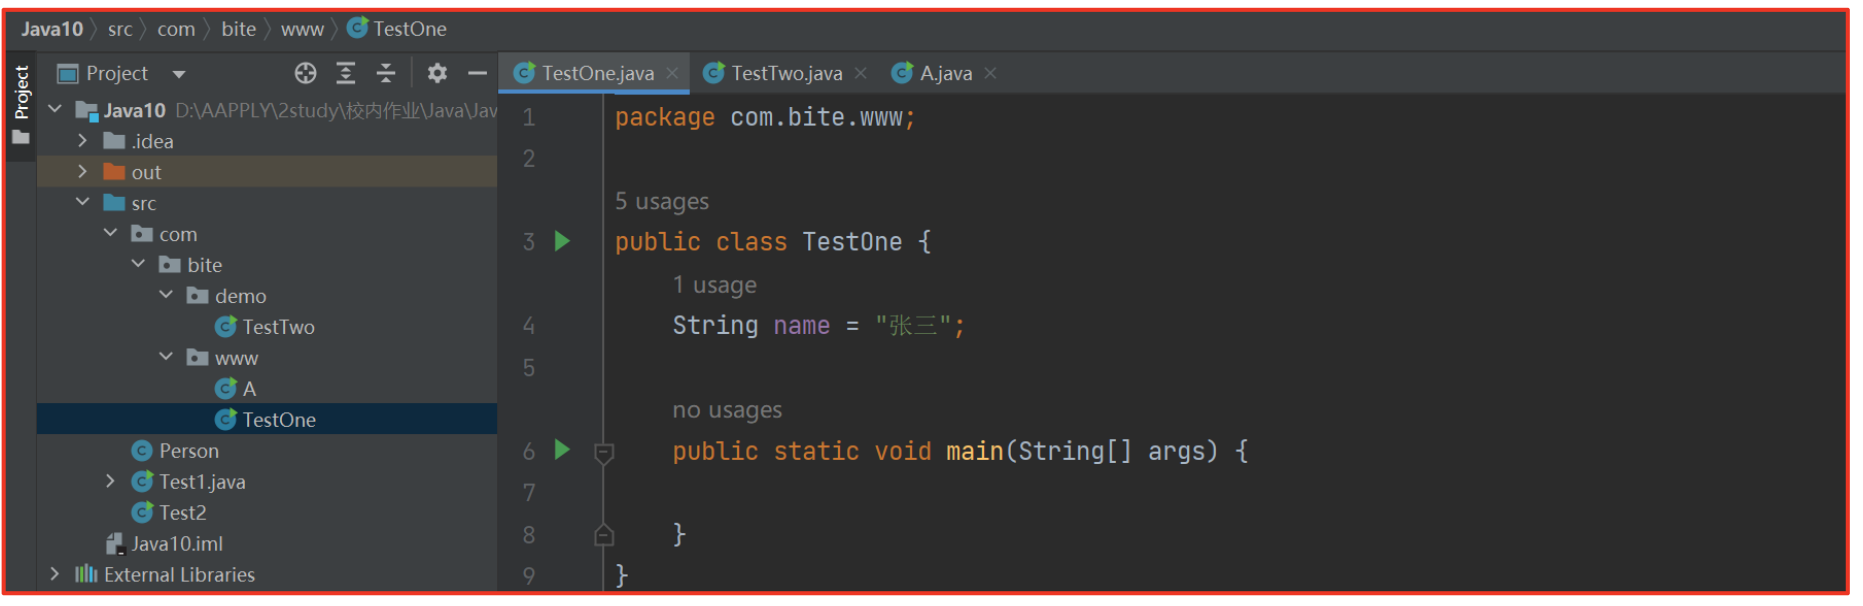 Java10 〉 src 〉 com 〉 bite 〉 www 〉 TestOne
Project
Project
Java10 D:\AAPPLY\2study\校内作业\Java\Jav
.idea
out
src
com
bite
demo
TestTwo
www
A
TestOne
Person
Test1.java
Test2
Java10.iml
External Libraries
TestOne.java × TestTwo.java × A.java ×
1 package com.bite.www;
2
5 usages
3 public class TestOne {
1 usage
4 String name = "张三";
5
no usages
6 public static void main(String[] args) {
7
8 }
9 }